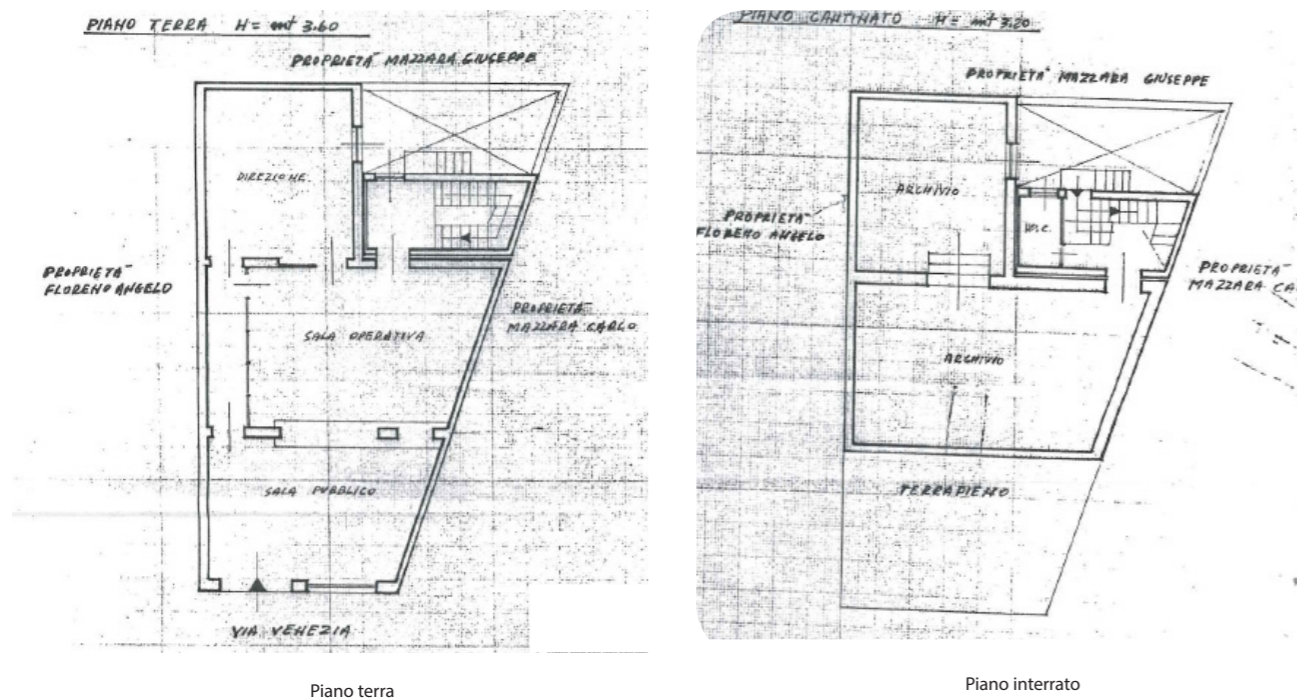 PIANO TERRA H= mt 3.60
PROPRIETA' MAZZARA GIUSEPPE
DIREZIONE
PROPRIETA'
FLORENO ANGELO
SALA OPERATIVA
PROPRIETA'
MAZZARA CARLO
SALA PUBBLICO
VIA VENEZIA
Piano terra
PIANO CANTINATO H= mt 3.20
PROPRIETA' MAZZARA GIUSEPPE
ARCHIVIO
PROPRIETA'
FLORENO ANGELO
W.C.
PROPRIETA'
MAZZARA CA
ARCHIVIO
TERRAPIENO
Piano interrato